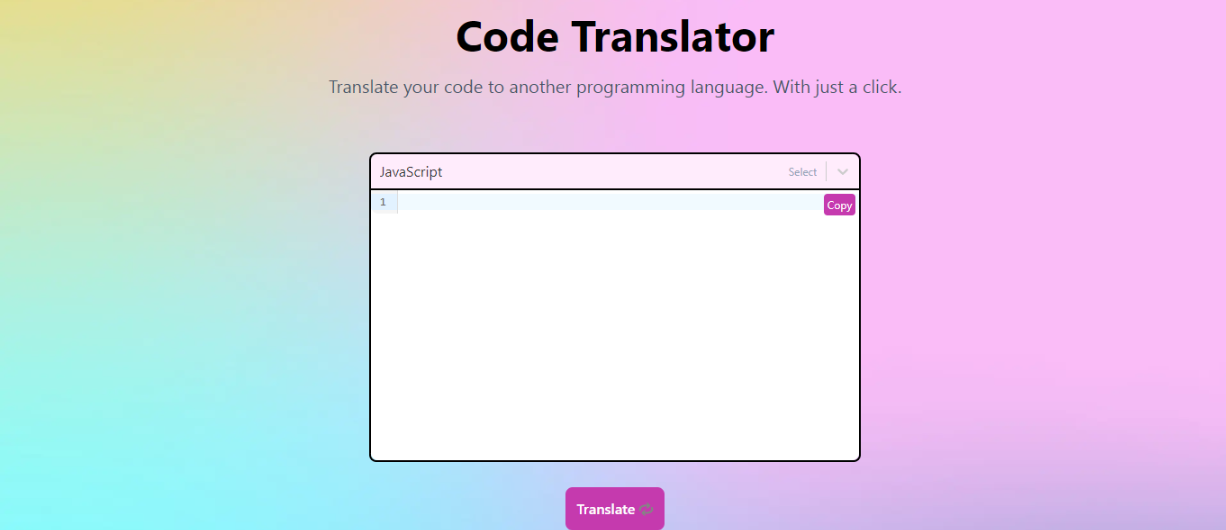 Code Translator
Translate your code to another programming language. With just a click.
JavaScript Select
1 Copy
Translate